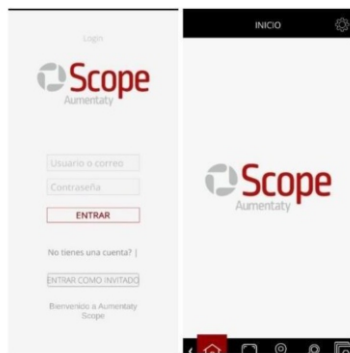 Login
Scope
Aumentaty
Usuario o correo
Contraseña
ENTRAR
No tienes una cuenta? |
ENTRAR COMO INVITADO
Bienvenido a Aumentaty
Scope
INICIO
Scope
Aumentaty